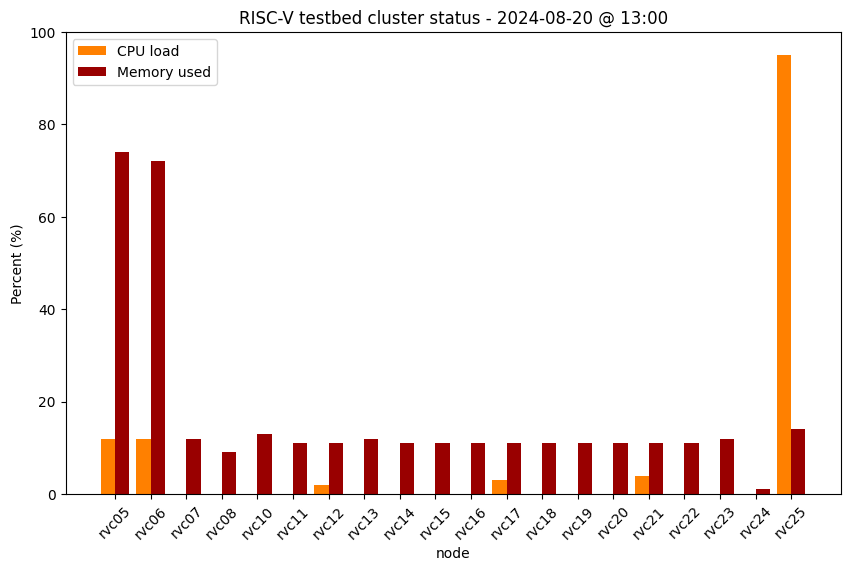 RISC-V testbed cluster status - 2024-08-20 @ 13:00
CPU load
Memory used
Percent (%)
100
80
60
40
20
0
rvc05
rvc06
rvc07
rvc08
rvc10
rvc11
rvc12
rvc13
rvc14
rvc15
rvc16
rvc17
rvc18
rvc19
rvc20
rvc21
rvc22
rvc23
rvc24
rvc25
node